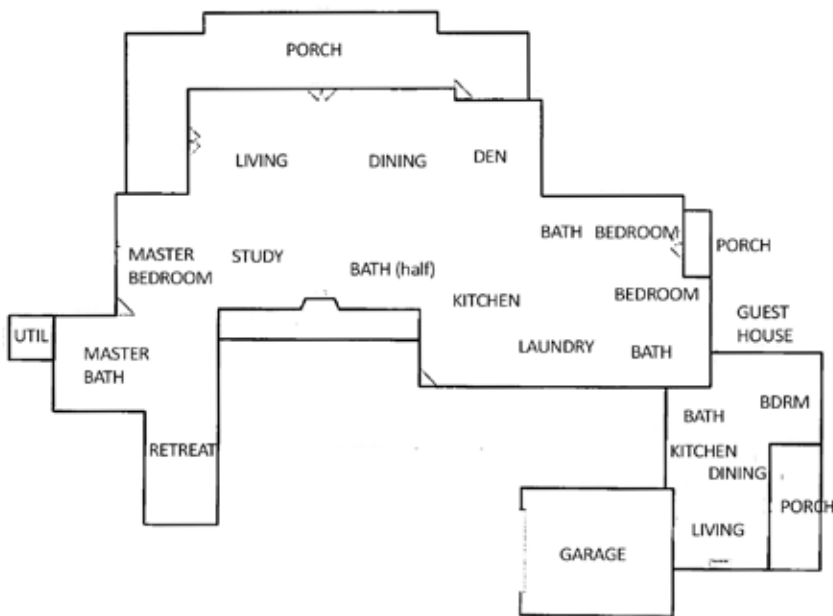 PORCH
LIVING
DINING
DEN
BATH
BEDROOM
PORCH
MASTER
BEDROOM
STUDY
BATH (half)
KITCHEN
BEDROOM
UTIL
MASTER
BATH
LAUNDRY
BATH
GUEST
HOUSE
RETREAT
BATH
BDRM
KITCHEN
DINING
PORCH
LIVING
GARAGE